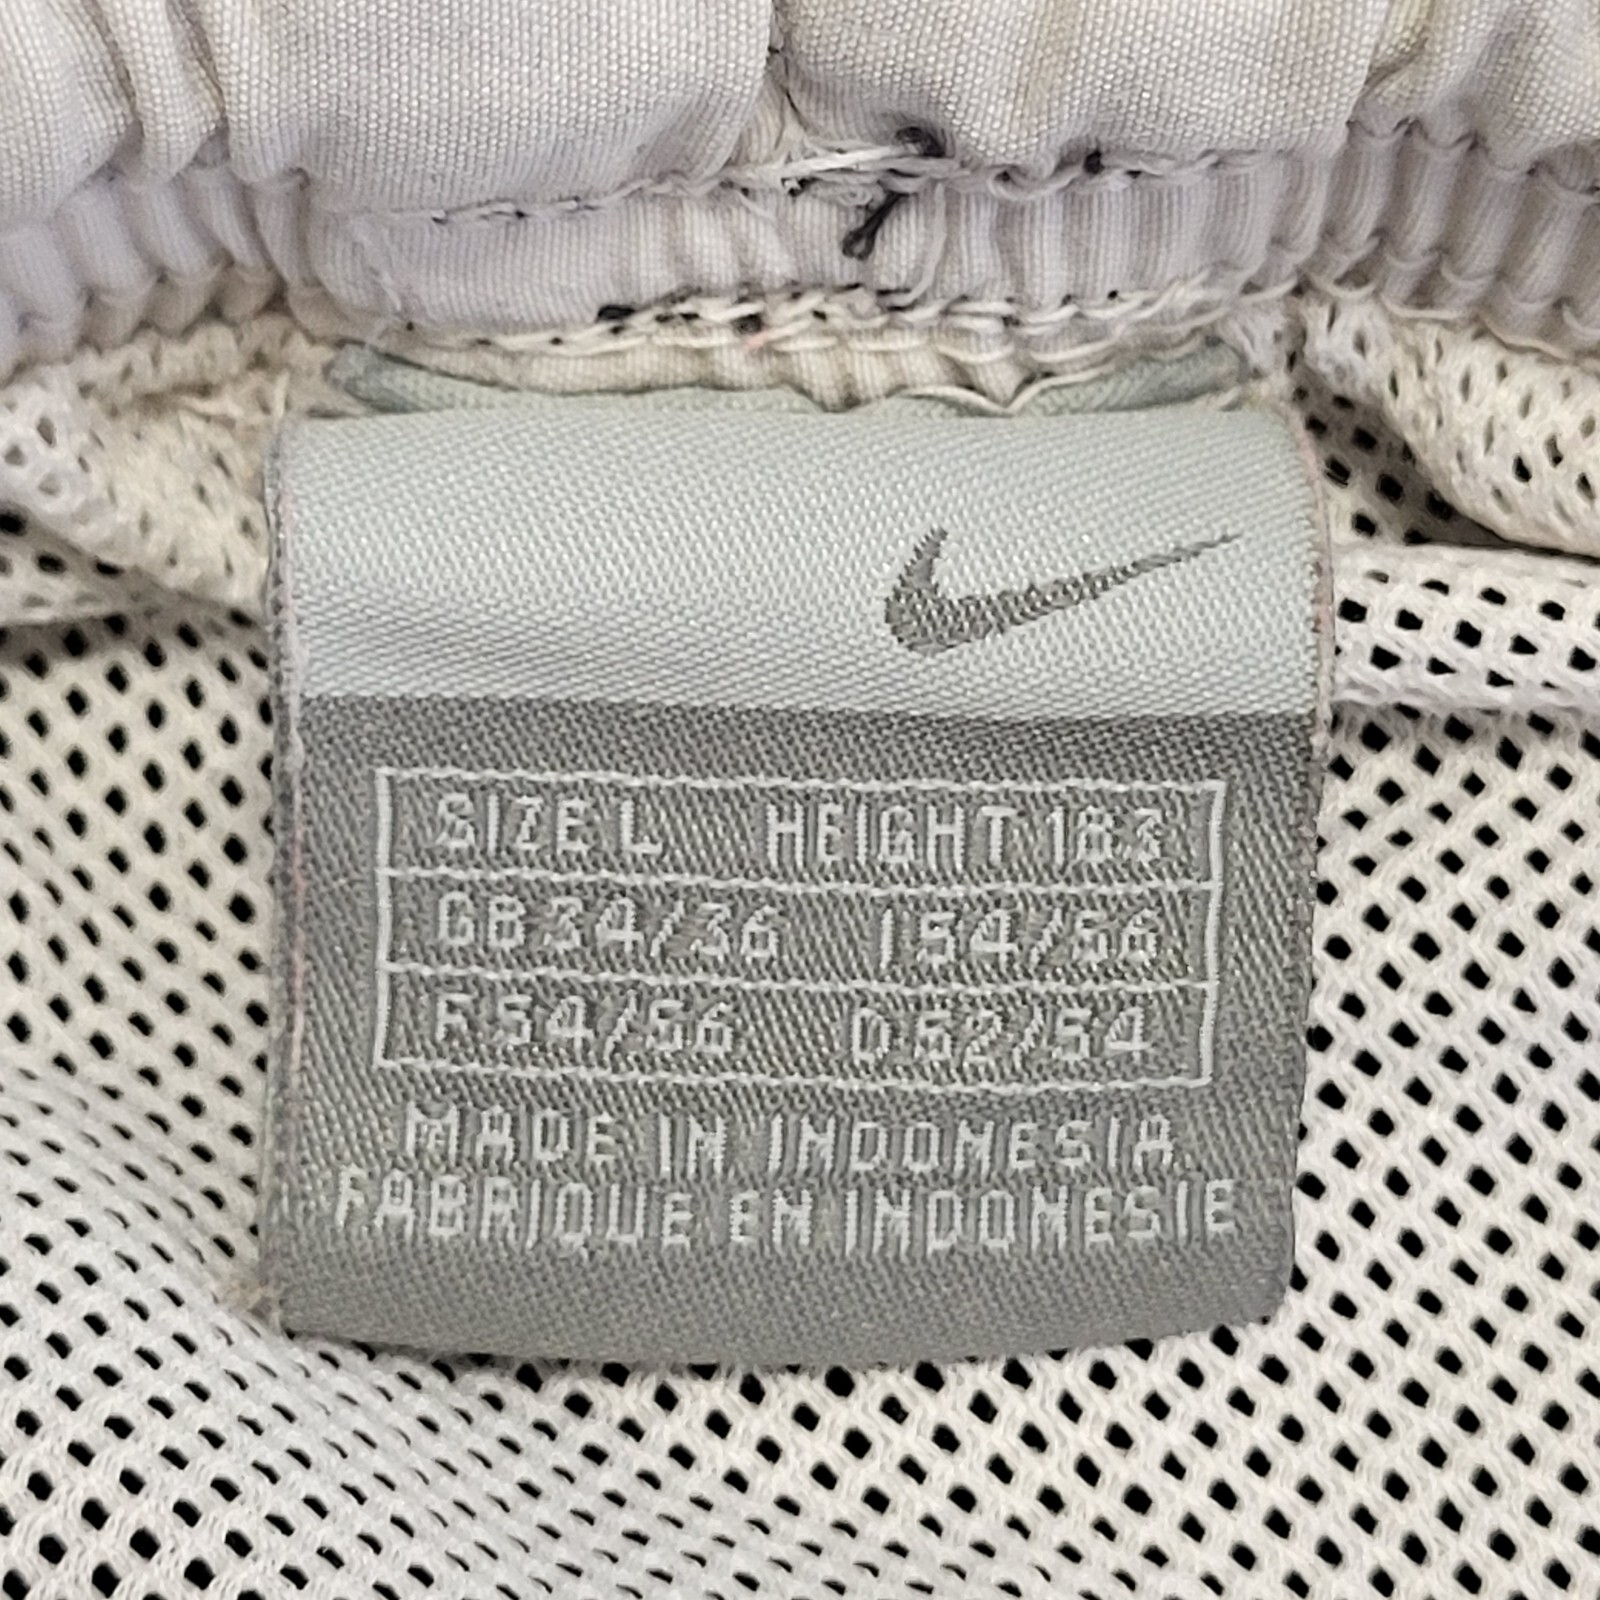 SIZE L HEIGHT 183
GB 34/36 I 54/56
F 54/56 D 52/54
MADE IN INDONESIA
FABRIQUE EN INDONESIE